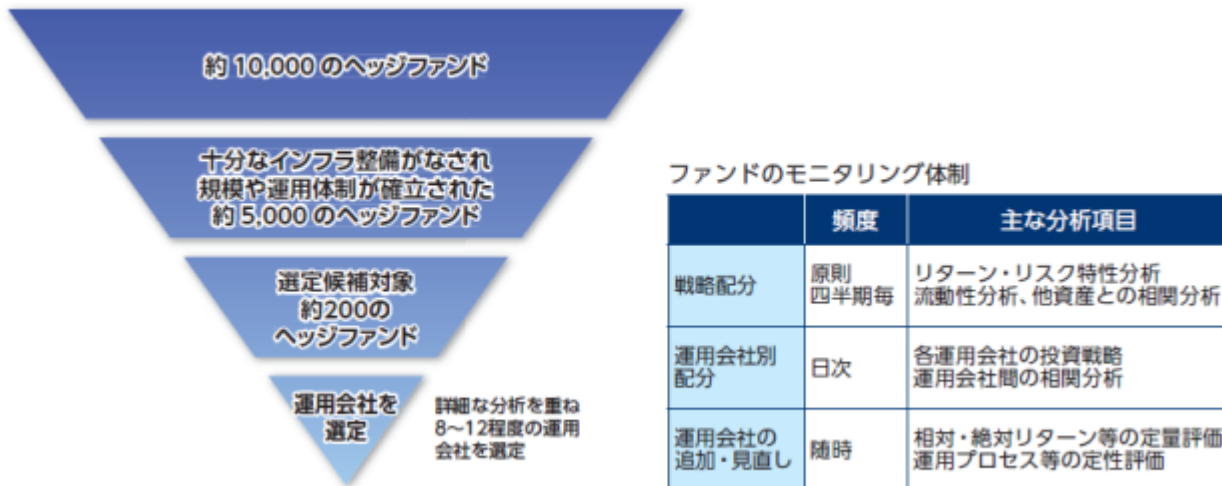 約 10,000 のヘッジファンド
十分なインフラ整備がなされ
規模や運用体制が確立された
約 5,000 のヘッジファンド
選定候補対象
約200の
ヘッジファンド
運用会社を
選定
詳細な分析を重ね
8～12程度の運用
会社を選定
ファンドのモニタリング体制
頻度
主な分析項目
戦略配分
原則
四半期毎
リターン・リスク特性分析
流動性分析、他資産との相関分析
運用会社別
配分
日次
各運用会社の投資戦略
運用会社間の相関分析
運用会社の
追加・見直し
随時
相対・絶対リターン等の定量評価
運用プロセス等の定性評価